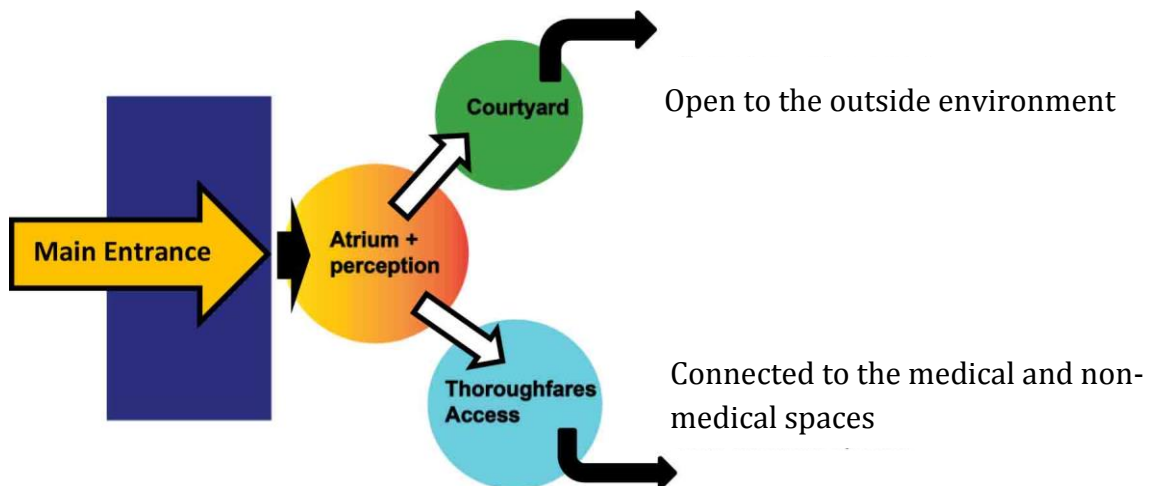 Courtyard
Open to the outside environment
Main Entrance
Atrium +
perception
Thoroughfares
Access
Connected to the medical and non-
medical spaces